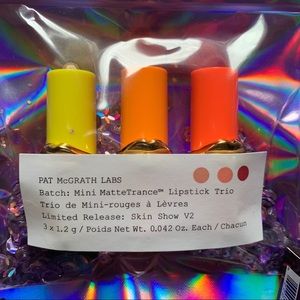 PAT McGRATH LABS
Batch: Mini MatteTrance™ Lipstick Trio
Trio de Mini-rouges à Lèvres
Limited Release: Skin Show V2
3 x 1.2 g / Poids Net Wt. 0.042 Oz. Each / Chacun